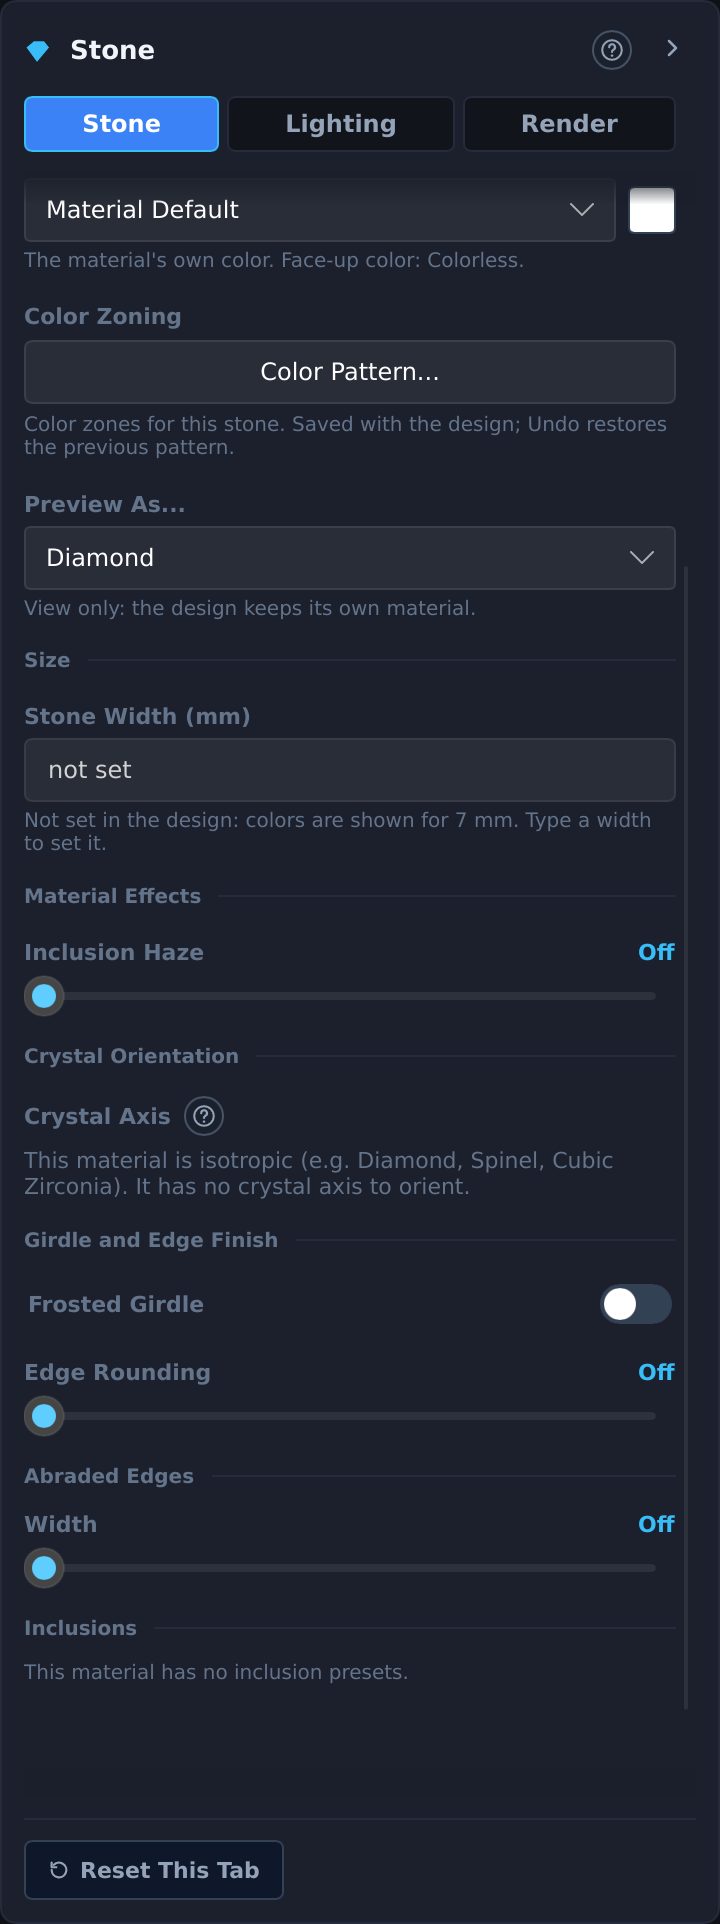 Stone
Stone
Lighting
Render
Material Default
The material's own color. Face-up color: Colorless.
Color Zoning
Color Pattern...
Color zones for this stone. Saved with the design; Undo restores
the previous pattern.
Preview As...
Diamond
View only: the design keeps its own material.
Size
Stone Width (mm)
not set
Not set in the design: colors are shown for 7 mm. Type a width
to set it.
Material Effects
Inclusion Haze
Off
Crystal Orientation
Crystal Axis
This material is isotropic (e.g. Diamond, Spinel, Cubic
Zirconia). It has no crystal axis to orient.
Girdle and Edge Finish
Frosted Girdle
Edge Rounding
Off
Abraded Edges
Width
Off
Inclusions
This material has no inclusion presets.
Reset This Tab